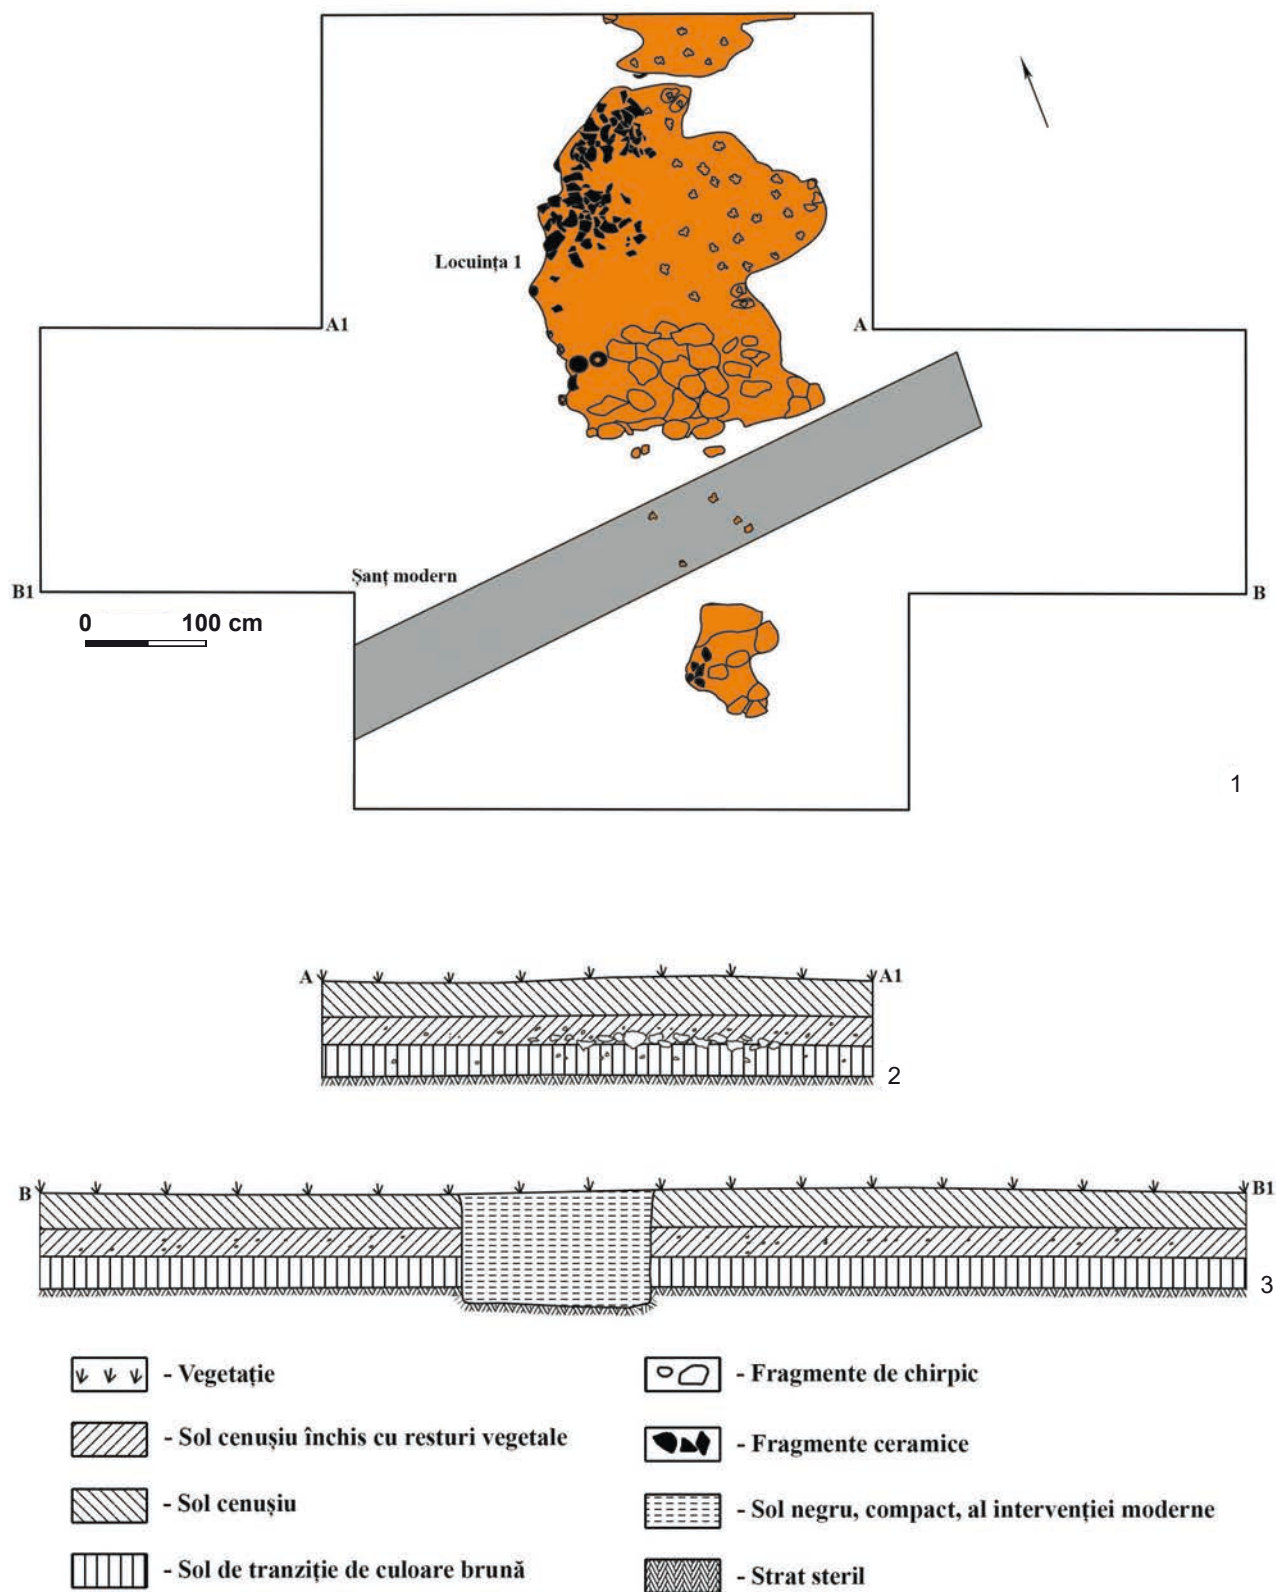 Locuința 1
A1
A
Șanț modern
B1
B
0 100 cm
1
A
A1
2
B
B1
3
- Vegetație
- Sol cenușiu închis cu resturi vegetale
- Sol cenușiu
- Sol de tranziție de culoare brună
- Fragmente de chirpic
- Fragmente ceramice
- Sol negru, compact, al intervenției moderne
- Strat steril